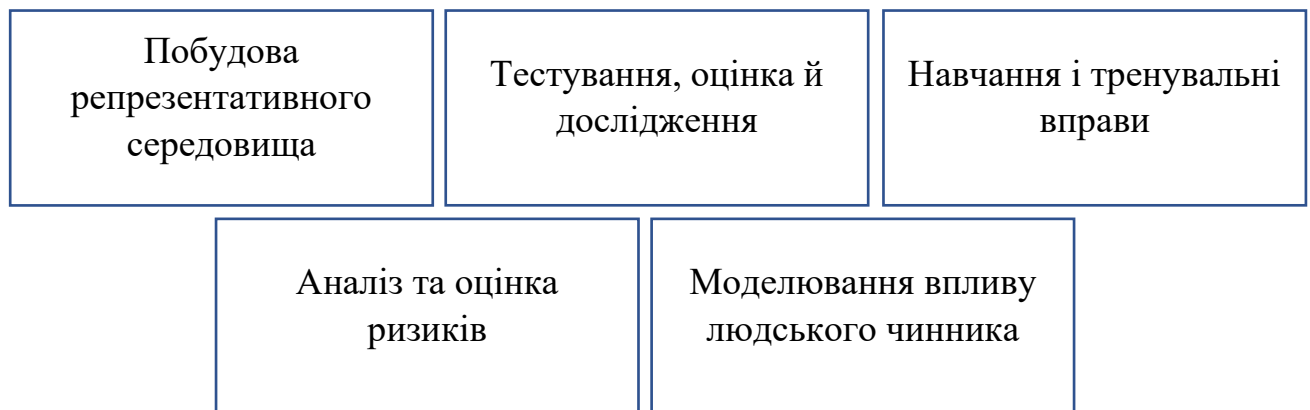 Побудова
репрезентативного
середовища
Тестування, оцінка й
дослідження
Навчання і тренувальні
вправи
Аналіз та оцінка
ризиків
Моделювання впливу
людського чинника